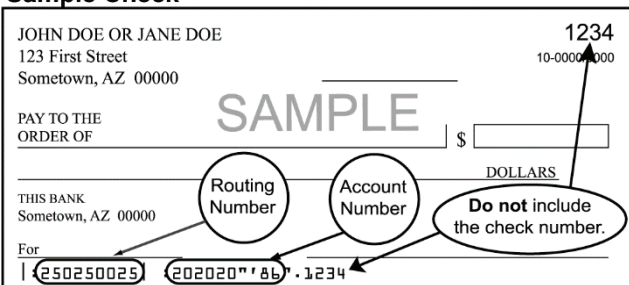 Sample Check
JOHN DOE OR JANE DOE
1234
123 First Street
Sometown, AZ 00000
SAMPLE
PAY TO THE
ORDER OF
$
DOLLARS
THIS BANK
Sometown, AZ 00000
Routing
Number
Account
Number
Do not include
the check number.
For
250250025 202020"'86".1234